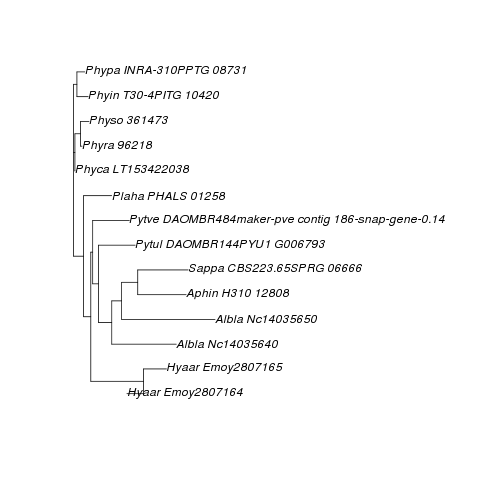 Phypa INRA-310PPTG 08731
Phyin T30-4PITG 10420
Physo 361473
Phyra 96218
Phyca LT153422038
Plaha PHALS 01258
Pytve DAOMBR484maker-pve contig 186-snap-gene-0.14
Pytul DAOMBR144PYU1 G006793
Sappa CBS223.65SPRG 06666
Aphin H310 12808
Albla Nc14035650
Albla Nc14035640
Hyaar Emoy2807165
Hyaar Emoy2807164